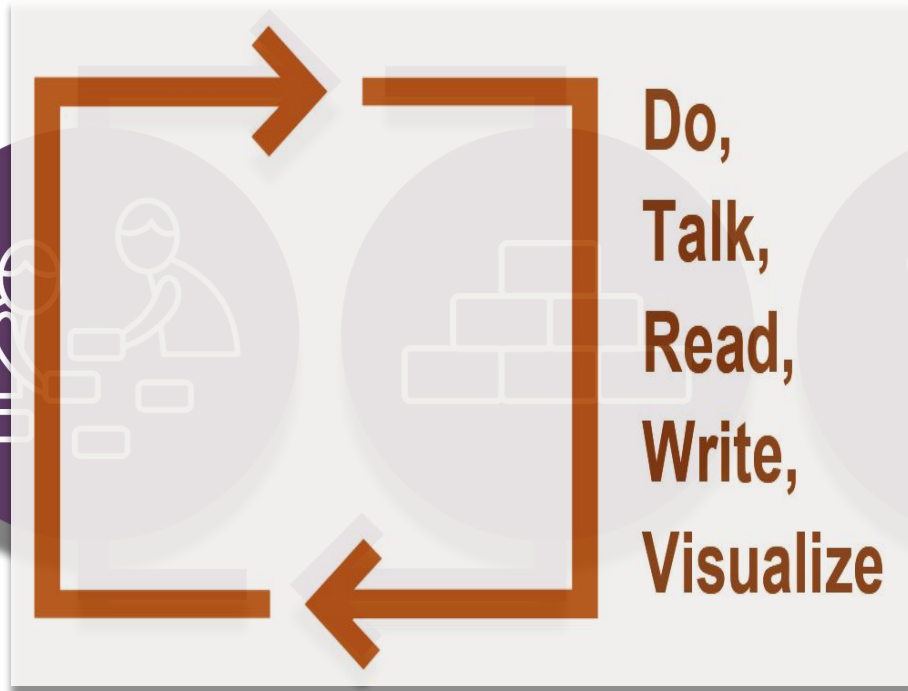 Do,
Talk,
Read,
Write,
Visualize